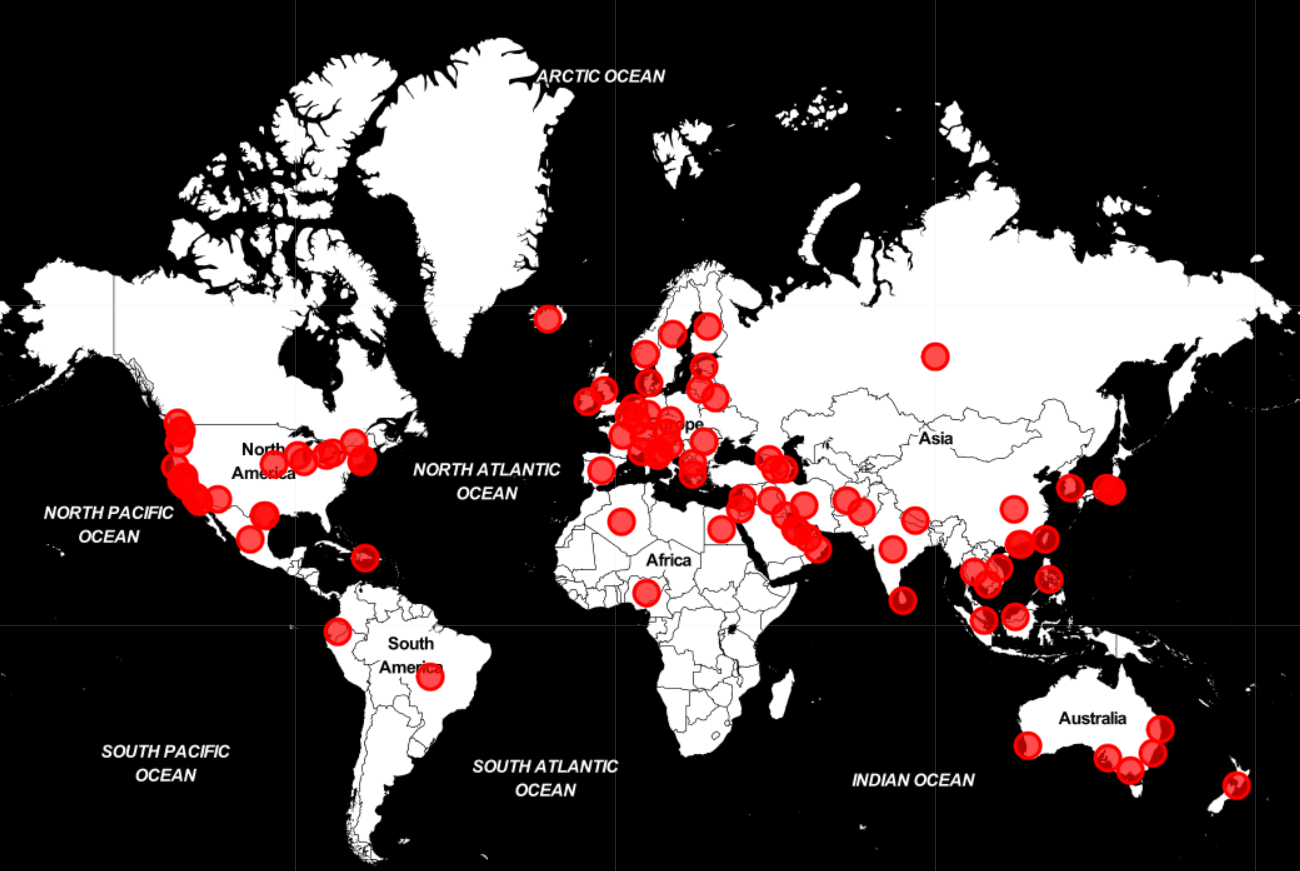 ARCTIC OCEAN
Europe
Asia
North
America
NORTH ATLANTIC
OCEAN
NORTH PACIFIC
OCEAN
Africa
South
America
Australia
SOUTH PACIFIC
OCEAN
SOUTH ATLANTIC
OCEAN
INDIAN OCEAN